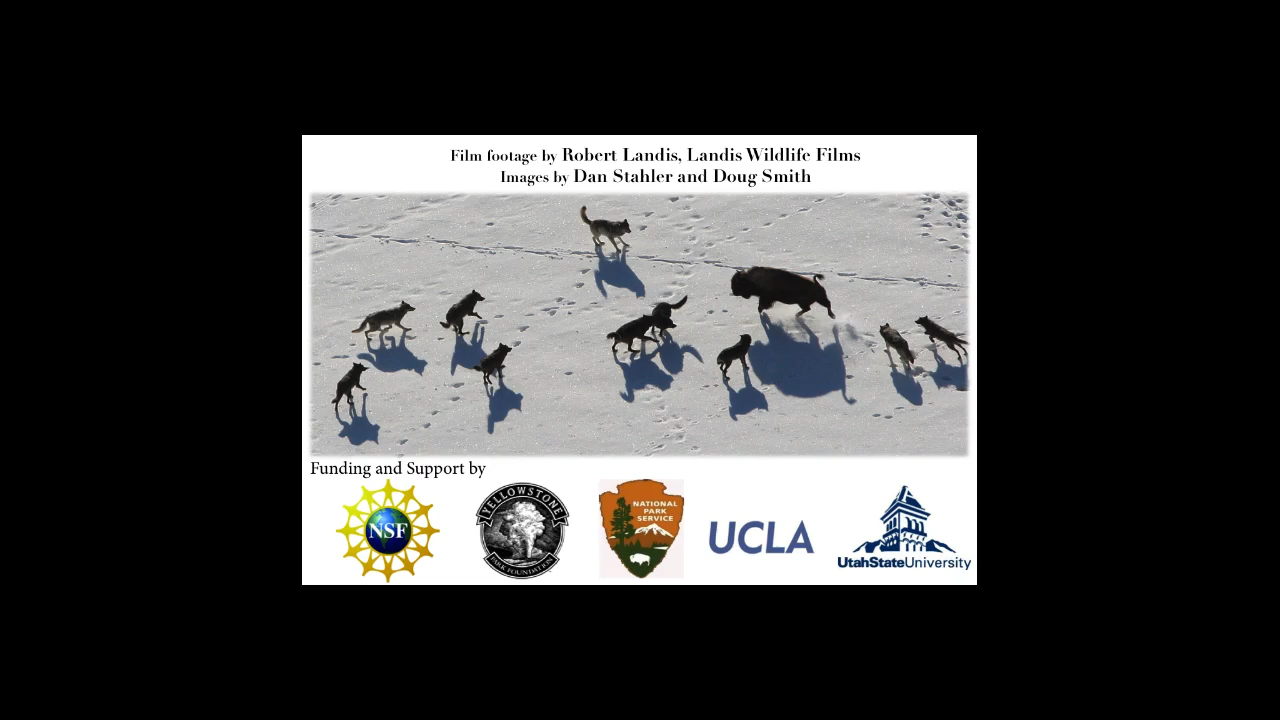 Film footage by Robert Landis, Landis Wildlife Films
Images by Dan Stahler and Doug Smith
Funding and Support by
NSF
YELLOWSTONE
PARK FOUNDATION
NATIONAL
PARK
SERVICE
UCLA
UtahStateUniversity